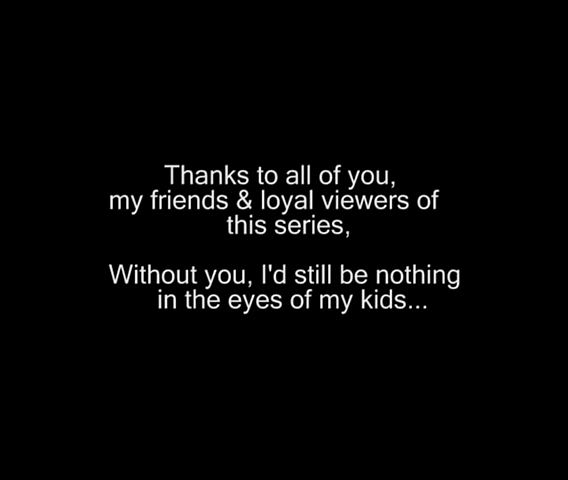 Thanks to all of you,
my friends & loyal viewers of
this series,
Without you, I'd still be nothing
in the eyes of my kids...